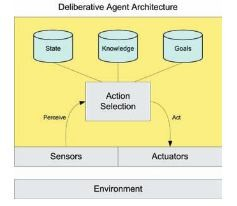 Deliberative Agent Architecture
State
Knowledge
Goals
Action
Selection
Perceive
Act
Sensors
Actuators
Environment